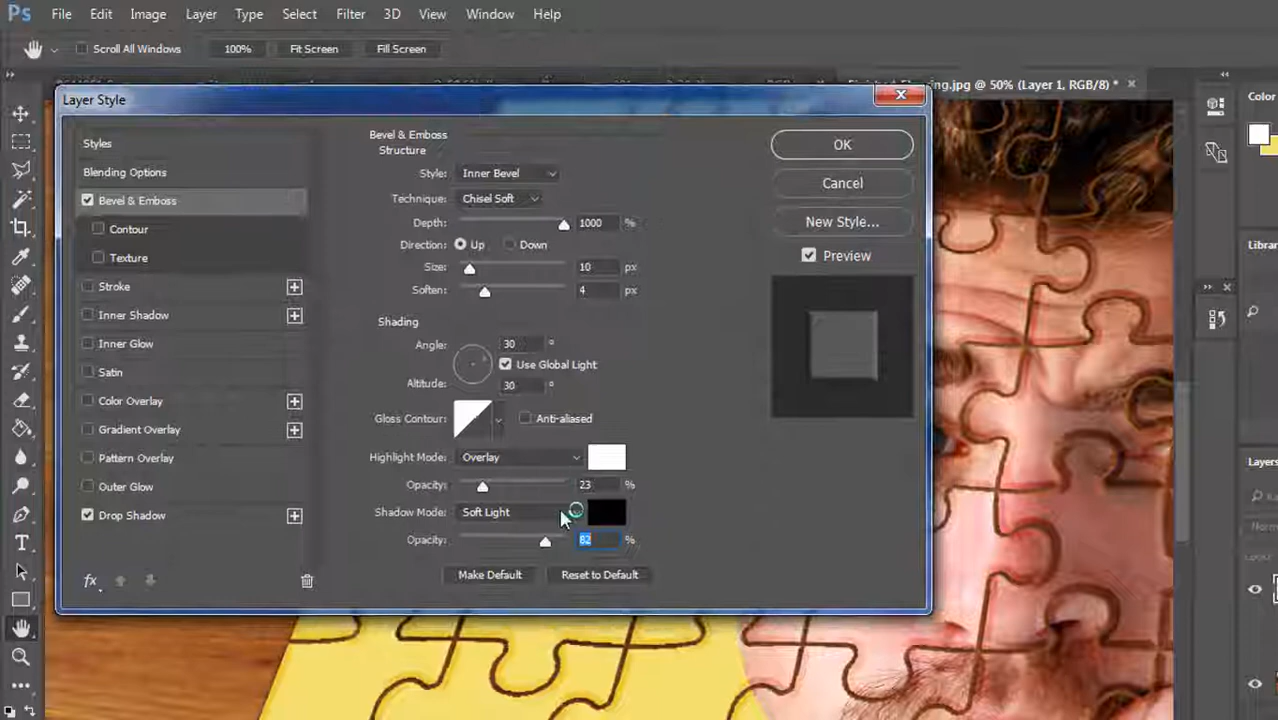 Ps File Edit Image Layer Type Select Filter 3D View Window Help
Scroll All Windows 100% Fit Screen Fill Screen
ng.jpg @ 50% (Layer 1, RGB/8) * ×
Layer Style
Color
Styles
Blending Options
Bevel & Emboss
Contour
Texture
Stroke
Inner Shadow
Inner Glow
Satin
Color Overlay
Gradient Overlay
Pattern Overlay
Outer Glow
Drop Shadow
fx
Bevel & Emboss
Structure
Style: Inner Bevel
Technique: Chisel Soft
Depth: 1000 %
Direction: Up Down
Size: 10 px
Soften: 4 px
Shading
Angle: 30 °
Use Global Light
Altitude: 30 °
Gloss Contour: Anti-aliased
Highlight Mode: Overlay
Opacity: 23 %
Shadow Mode: Soft Light
Opacity: 82 %
Make Default Reset to Default
OK
Cancel
New Style...
Preview
Librar
Layers